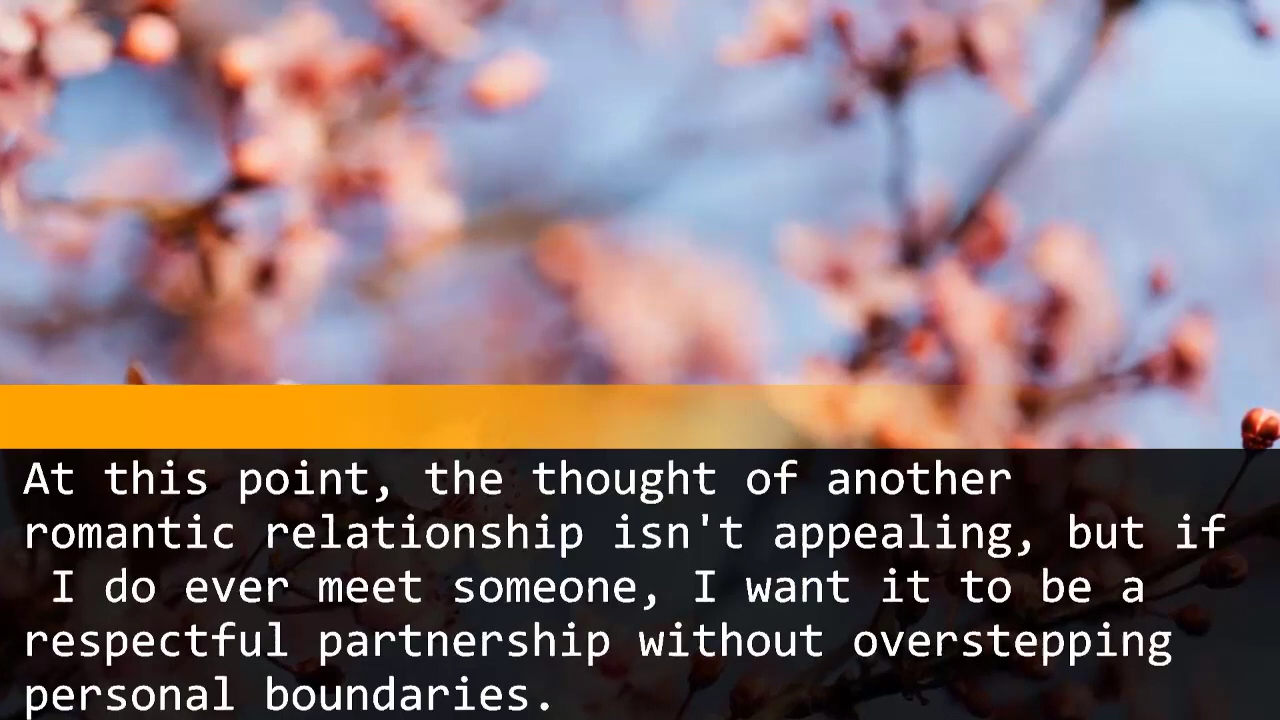 At this point, the thought of another
romantic relationship isn't appealing, but if
I do ever meet someone, I want it to be a
respectful partnership without overstepping
personal boundaries.